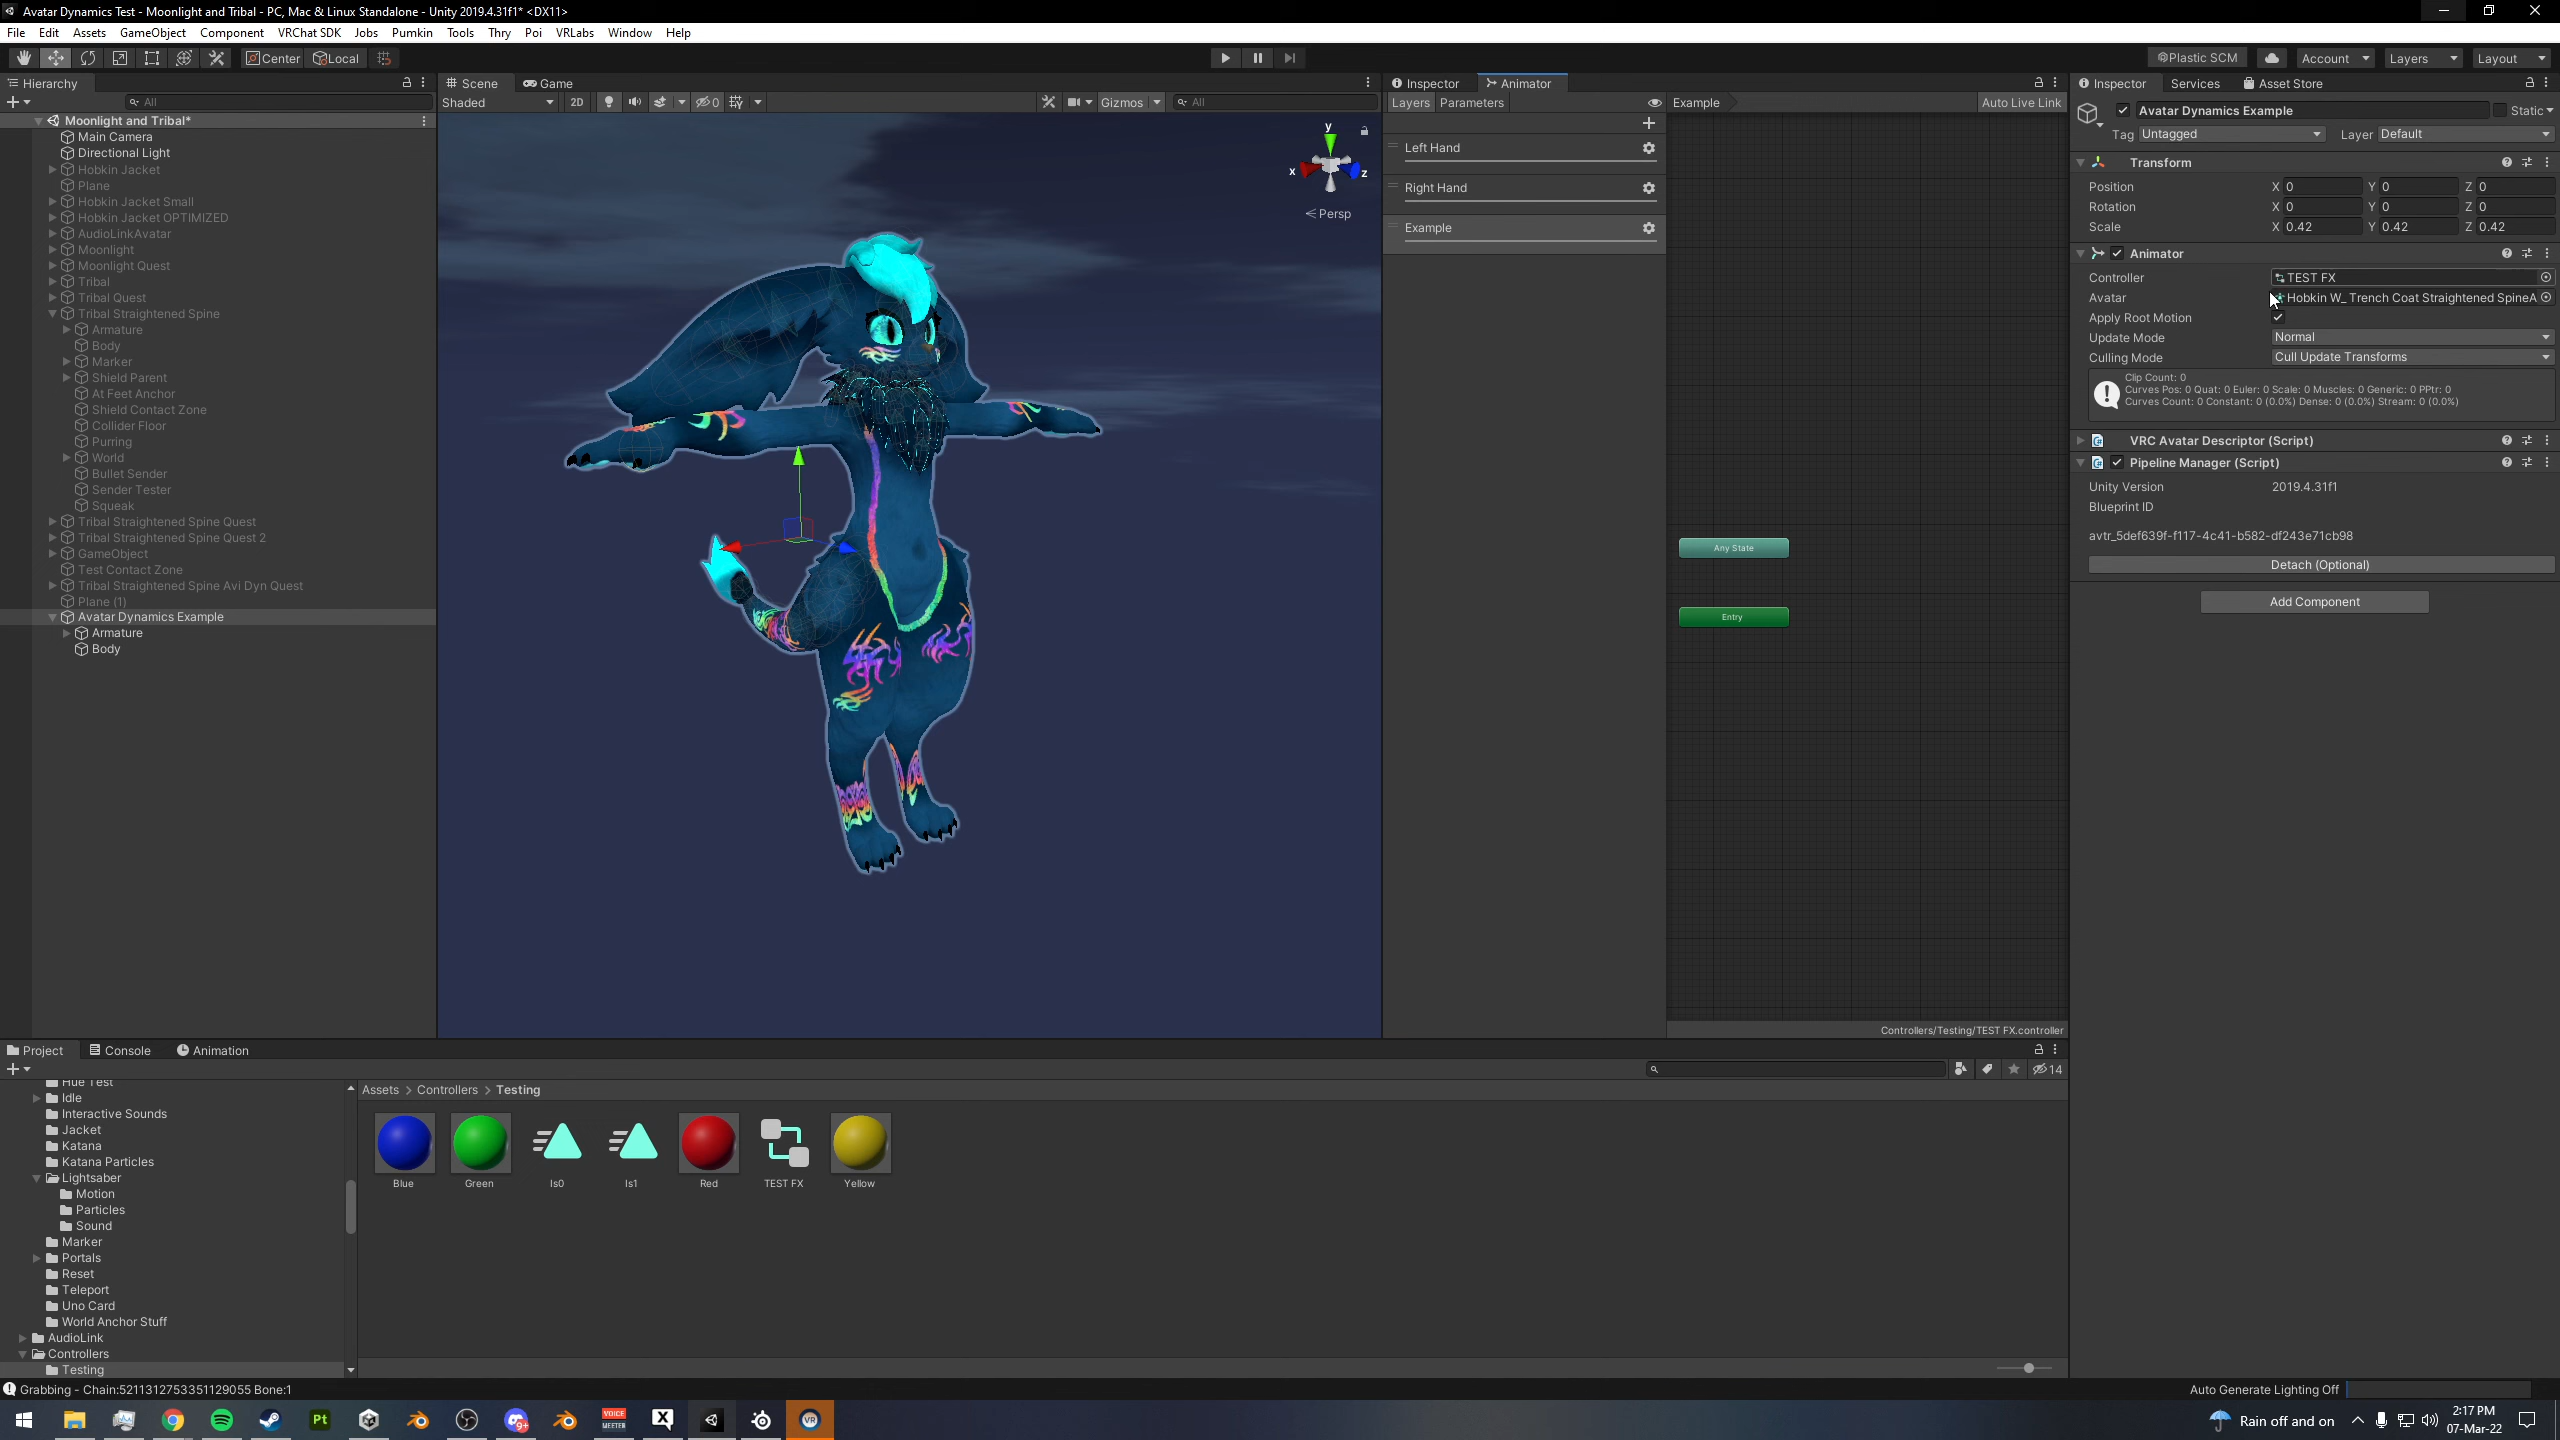 Avatar Dynamics Test - Moonlight and Tribal - PC, Mac & Linux Standalone - Unity 2019.4.31f1* <DX11>
File Edit Assets GameObject Component VRChat SDK Jobs Pumkin Tools Thry Poi VRLabs Window Help
Center Local Plastic SCM Account Layers Layout
Hierarchy
All
Moonlight and Tribal*
Main Camera
Directional Light
Hobkin Jacket
Plane
Hobkin Jacket Small
Hobkin Jacket OPTIMIZED
AudioLinkAvatar
Moonlight
Moonlight Quest
Tribal
Tribal Quest
Tribal Straightened Spine
Armature
Body
Marker
Shield Parent
At Feet Anchor
Shield Contact Zone
Collider Floor
Purring
World
Bullet Sender
Sender Tester
Squeak
Tribal Straightened Spine Quest
Tribal Straightened Spine Quest 2
GameObject
Test Contact Zone
Tribal Straightened Spine Avi Dyn Quest
Plane (1)
Avatar Dynamics Example
Armature
Body
Scene Game
Shaded 2D 0 Gizmos All
y
x z
Persp
Inspector Animator
Layers Parameters Example Auto Live Link
Left Hand
Right Hand
Example
Any State
Entry
Controllers/Testing/TEST FX.controller
Inspector Services Asset Store
Avatar Dynamics Example Static
Tag Untagged Layer Default
Transform
Position X 0 Y 0 Z 0
Rotation X 0 Y 0 Z 0
Scale X 0.42 Y 0.42 Z 0.42
Animator
Controller TEST FX
Avatar Hobkin W_ Trench Coat Straightened SpineA
Apply Root Motion
Update Mode Normal
Culling Mode Cull Update Transforms
Clip Count: 0
Curves Pos: 0 Quat: 0 Euler: 0 Scale: 0 Muscles: 0 Generic: 0 PPtr: 0
Curves Count: 0 Constant: 0 (0.0%) Dense: 0 (0.0%) Stream: 0 (0.0%)
VRC Avatar Descriptor (Script)
Pipeline Manager (Script)
Unity Version 2019.4.31f1
Blueprint ID
avtr_5def639f-f117-4c41-b582-df243e71cb98
Detach (Optional)
Add Component
Project Console Animation
14
Hue Test
Idle
Interactive Sounds
Jacket
Katana
Katana Particles
Lightsaber
Motion
Particles
Sound
Marker
Portals
Reset
Teleport
Uno Card
World Anchor Stuff
AudioLink
Controllers
Testing
Assets > Controllers > Testing
Blue Green Is0 Is1 Red TEST FX Yellow
Grabbing - Chain:5211312753351129055 Bone:1
Auto Generate Lighting Off
Pt 9+ VOICE MEETER X VR
Rain off and on
2:17 PM
07-Mar-22